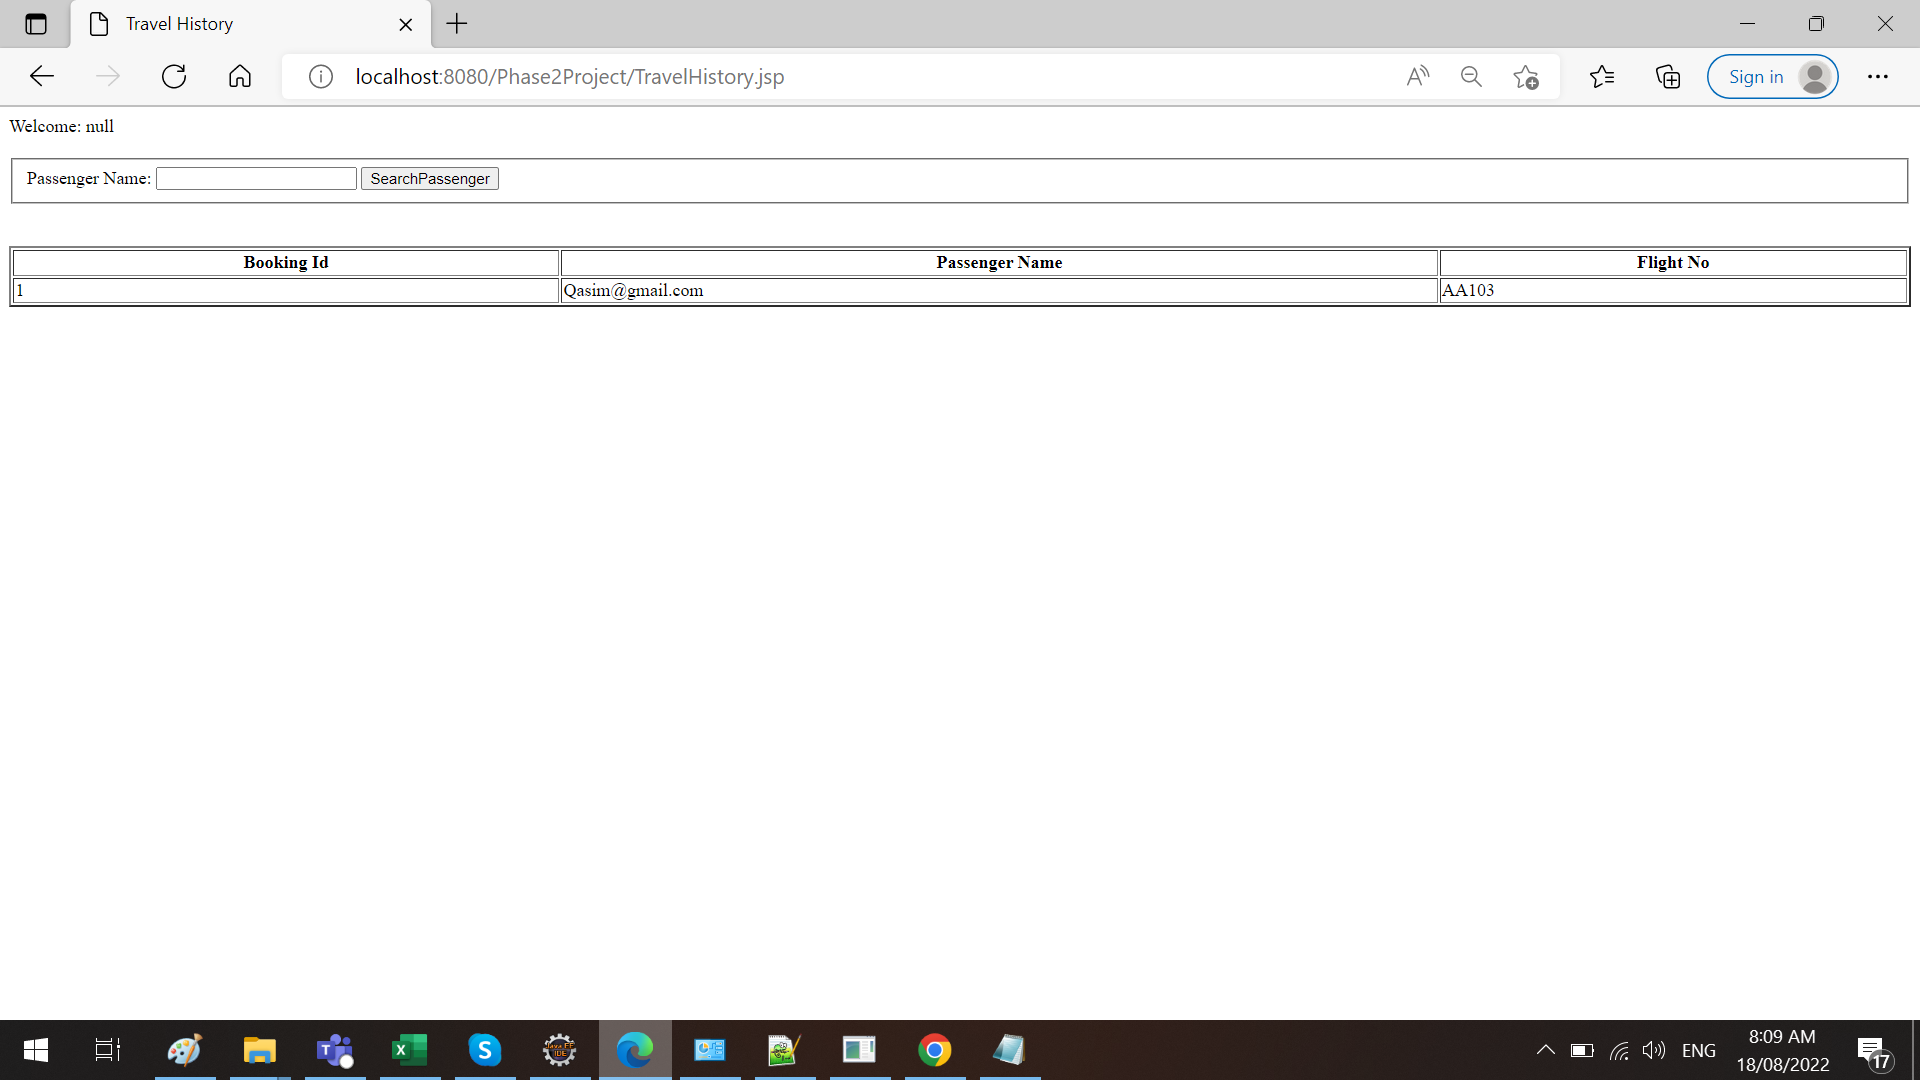 Travel History
localhost:8080/Phase2Project/TravelHistory.jsp
Sign in
Welcome: null
Passenger Name: SearchPassenger
Booking Id Passenger Name Flight No
1 Qasim@gmail.com AA103
8:09 AM
ENG
18/08/2022
17